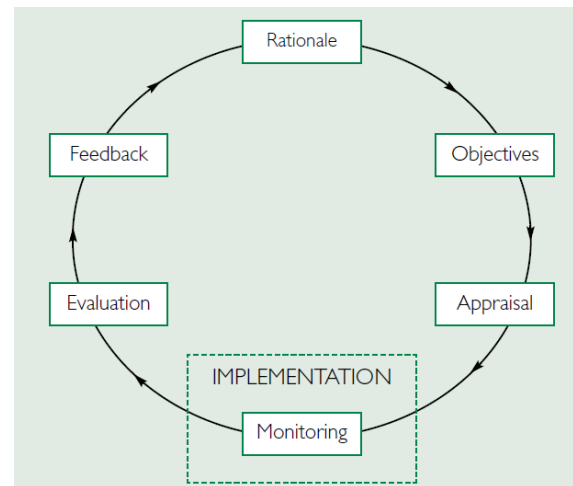 Rationale
Feedback
Objectives
Evaluation
Appraisal
IMPLEMENTATION
Monitoring